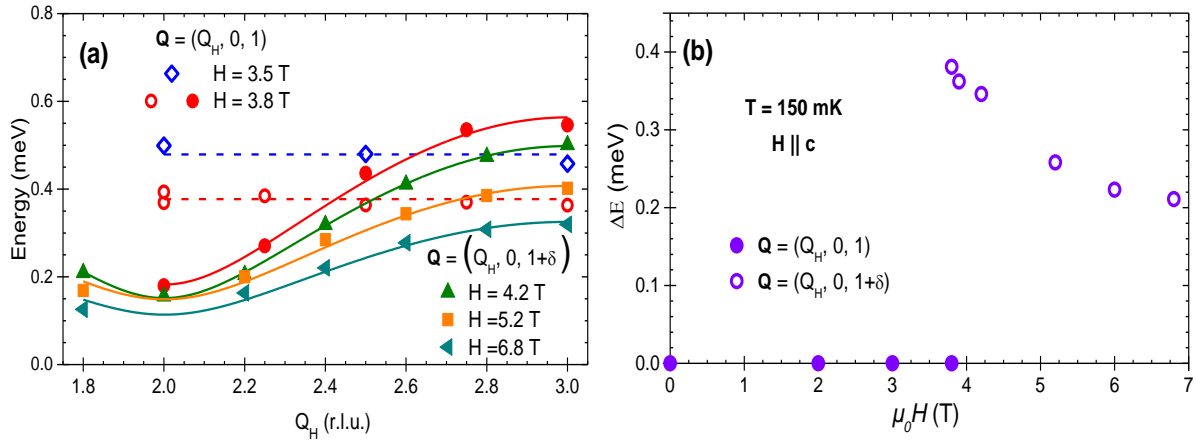 (a)
Q = (Q_H, 0, 1)
H = 3.5 T
H = 3.8 T
Q = (Q_H, 0, 1+δ)
H = 4.2 T
H =5.2 T
H =6.8 T
Energy (meV)
0.8
0.6
0.4
0.2
0.0
1.8 2.0 2.2 2.4 2.6 2.8 3.0
Q_H (r.l.u.)
(b)
T = 150 mK
H || c
Q = (Q_H, 0, 1)
Q = (Q_H, 0, 1+δ)
ΔE (meV)
0.4
0.3
0.2
0.1
0.0
0 1 2 3 4 5 6 7
μ₀H (T)